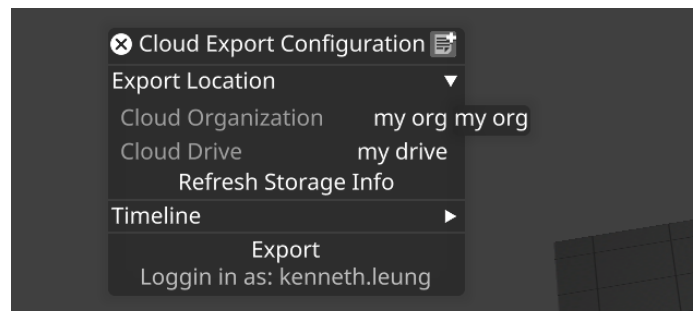 Cloud Export Configuration
Export Location
Cloud Organization my org my org
Cloud Drive my drive
Refresh Storage Info
Timeline
Export
Loggin in as: kenneth.leung